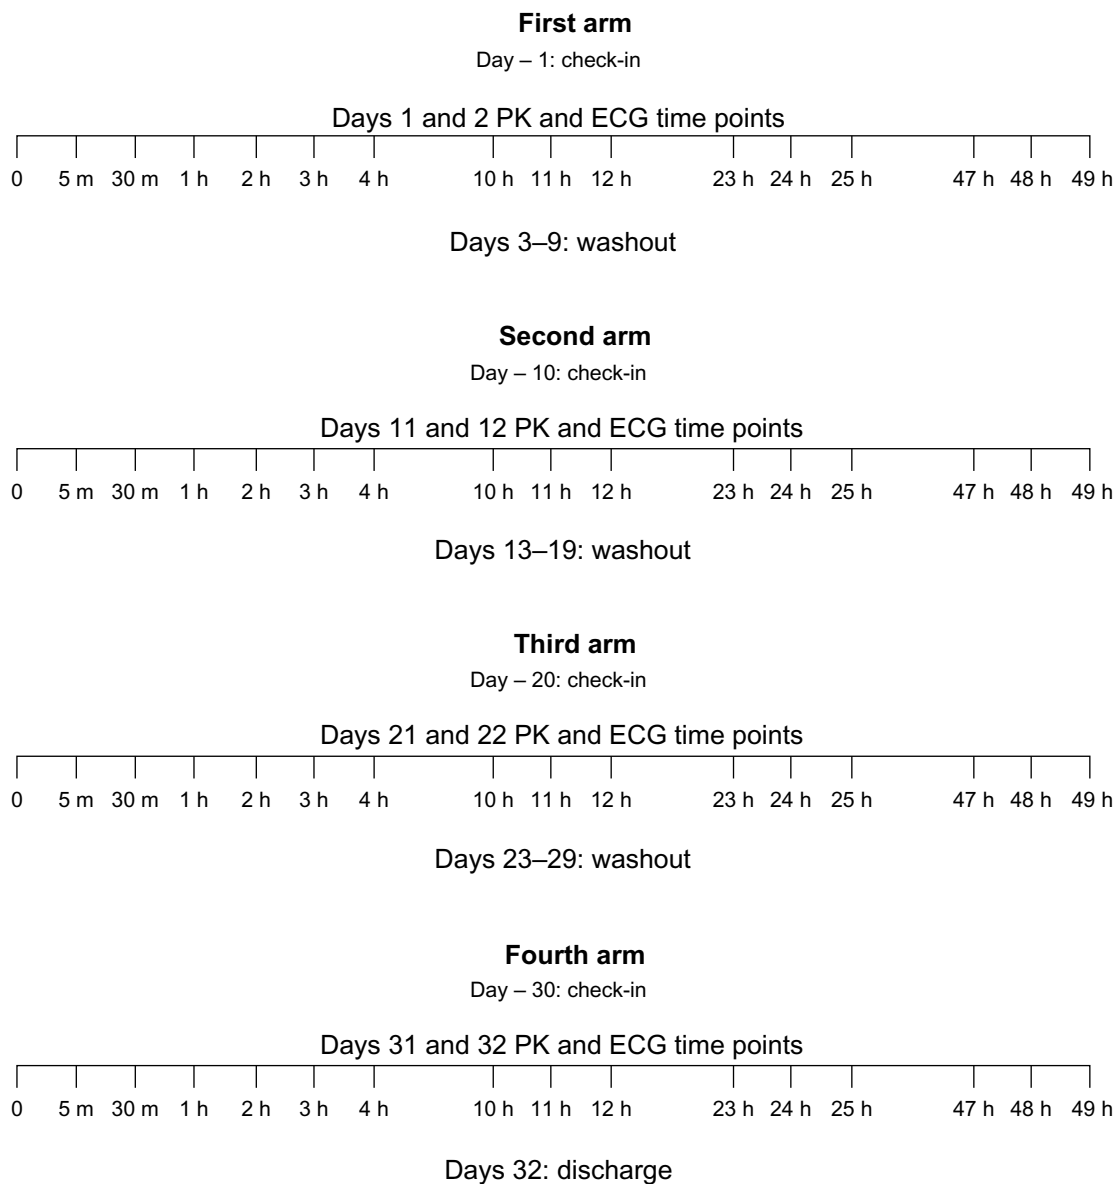 First arm
Day – 1: check-in
Days 1 and 2 PK and ECG time points
0 5 m 30 m 1 h 2 h 3 h 4 h 10 h 11 h 12 h 23 h 24 h 25 h 47 h 48 h 49 h
Days 3–9: washout
Second arm
Day – 10: check-in
Days 11 and 12 PK and ECG time points
0 5 m 30 m 1 h 2 h 3 h 4 h 10 h 11 h 12 h 23 h 24 h 25 h 47 h 48 h 49 h
Days 13–19: washout
Third arm
Day – 20: check-in
Days 21 and 22 PK and ECG time points
0 5 m 30 m 1 h 2 h 3 h 4 h 10 h 11 h 12 h 23 h 24 h 25 h 47 h 48 h 49 h
Days 23–29: washout
Fourth arm
Day – 30: check-in
Days 31 and 32 PK and ECG time points
0 5 m 30 m 1 h 2 h 3 h 4 h 10 h 11 h 12 h 23 h 24 h 25 h 47 h 48 h 49 h
Days 32: discharge